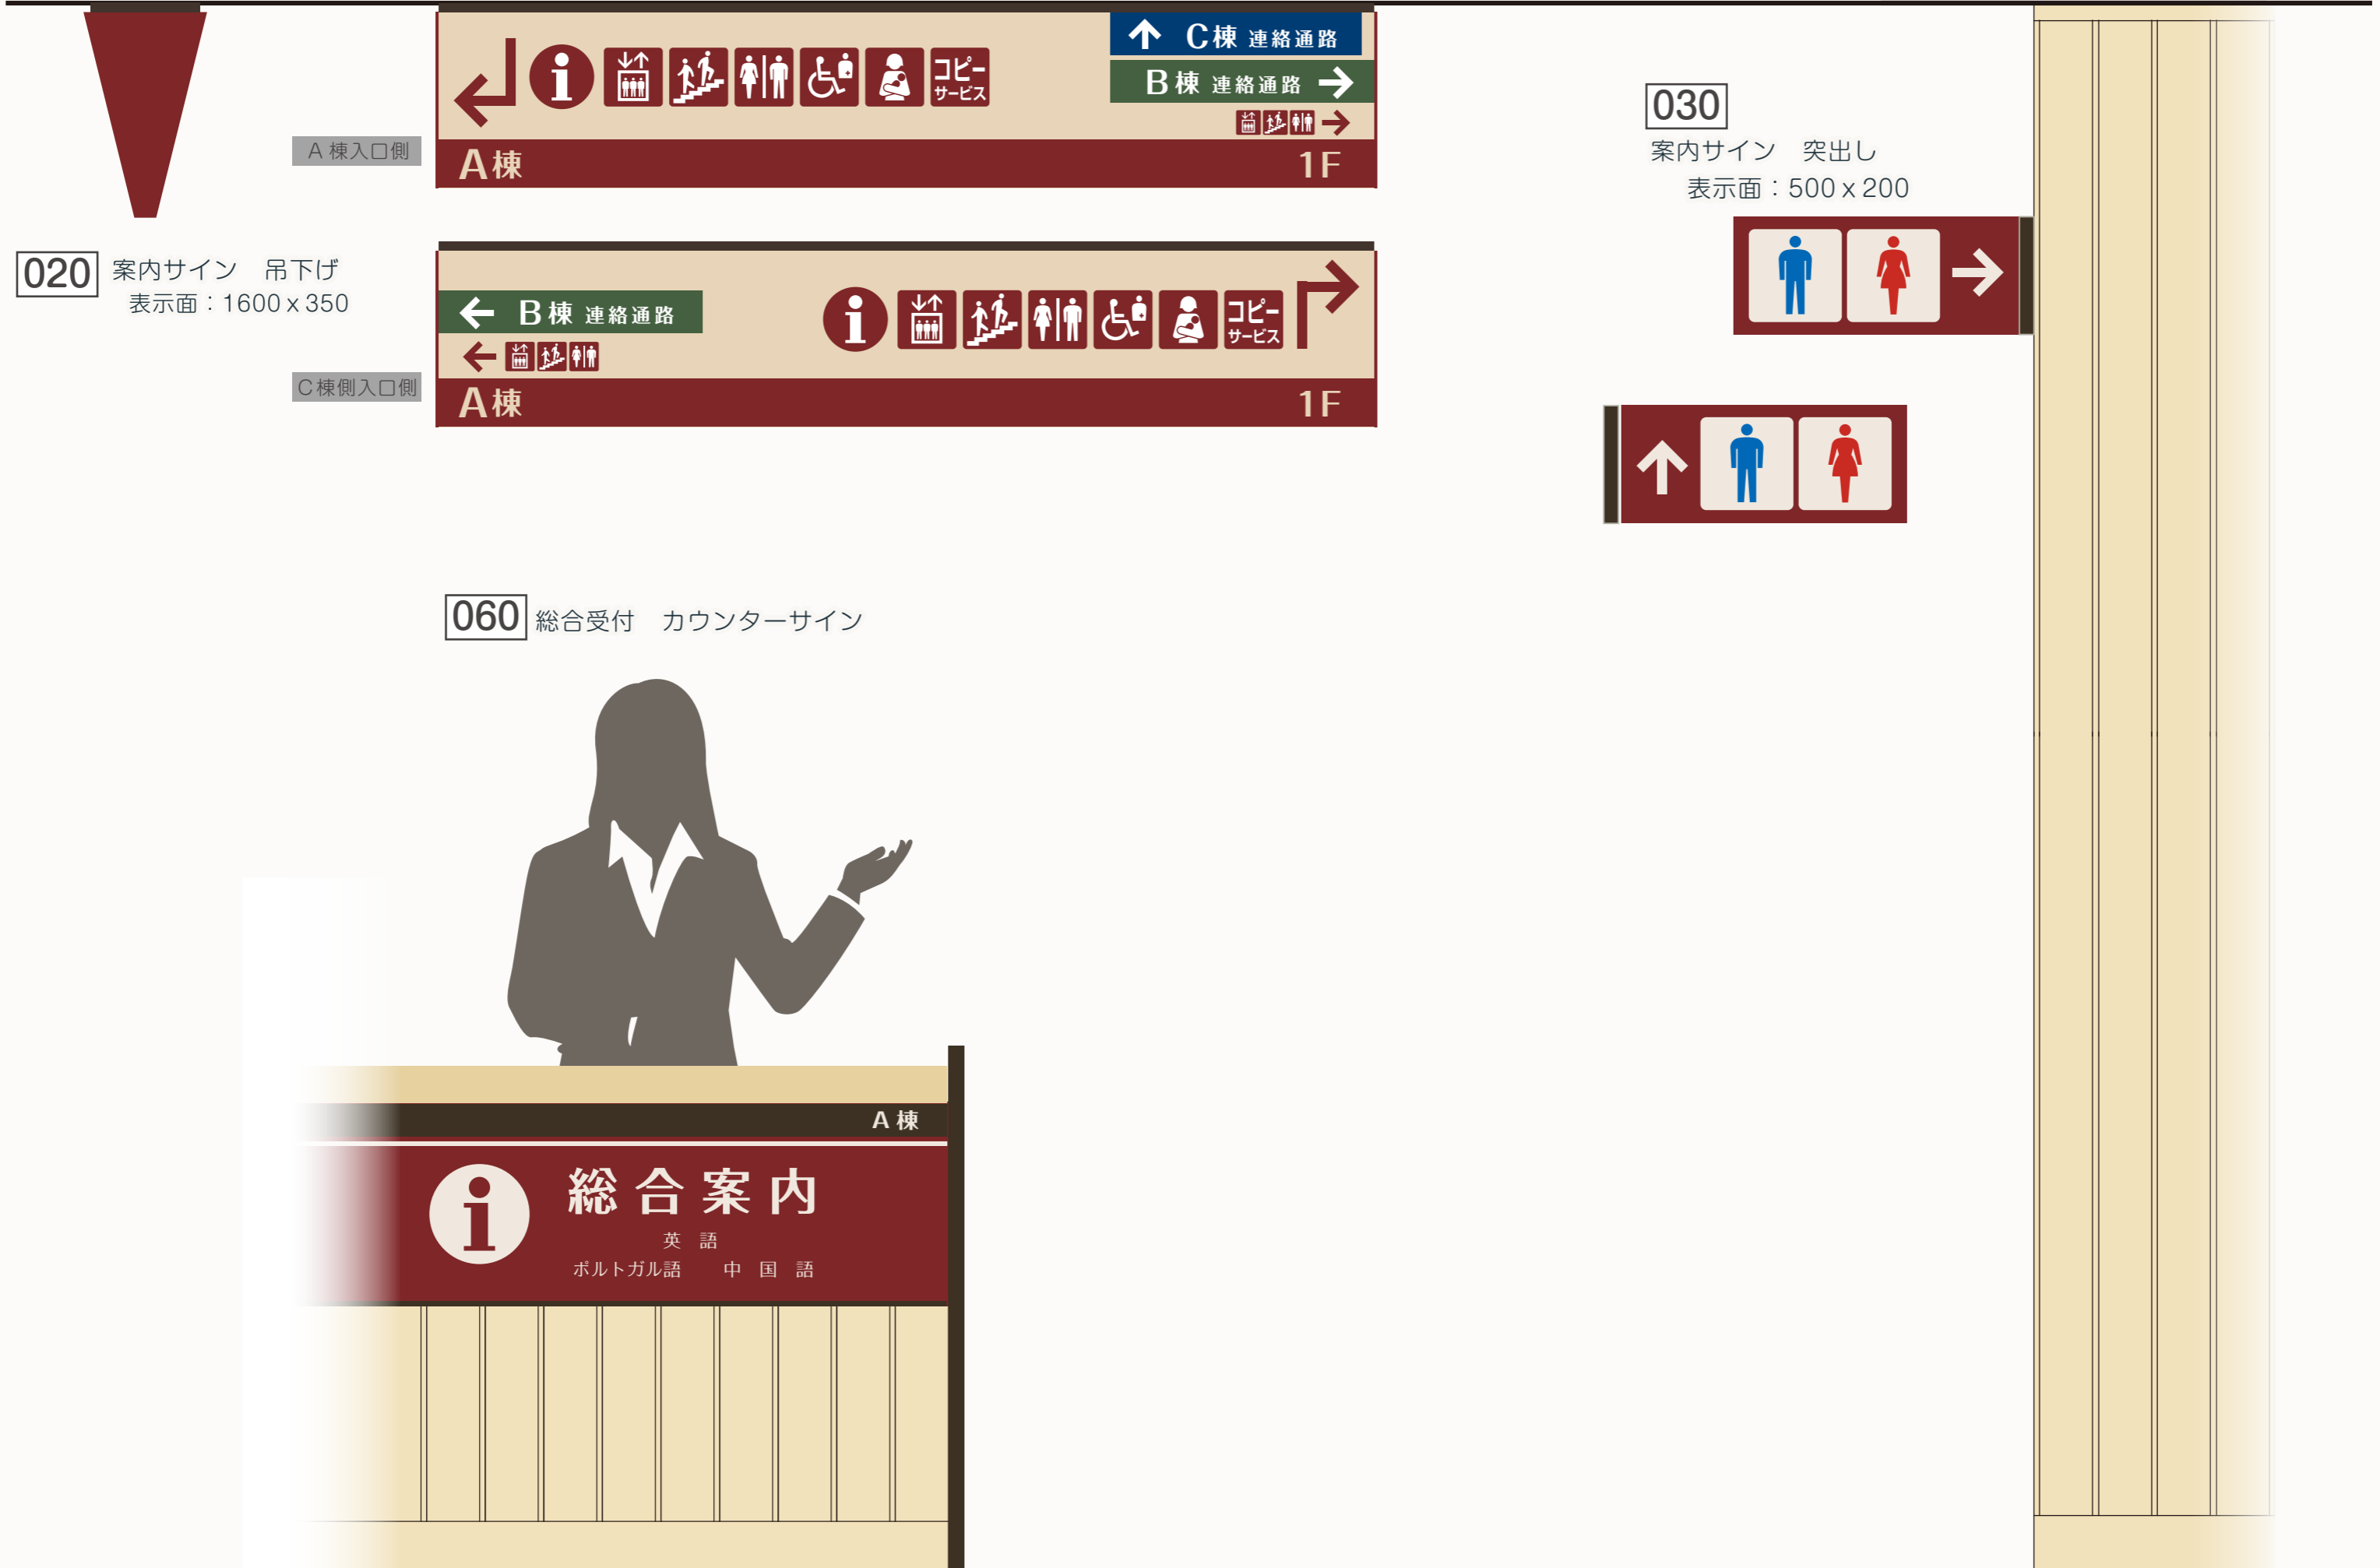 C棟 連絡通路
B棟 連絡通路
コピー
サービス
A棟入口側
A棟 1F
020
案内サイン 吊下げ
表示面:1600x350
B棟 連絡通路
コピー
サービス
C棟側入口側
A棟 1F
030
案内サイン 突出し
表示面:500x200
060 総合受付 カウンターサイン
A棟
i 総合案内
英語
ポルトガル語 中国語